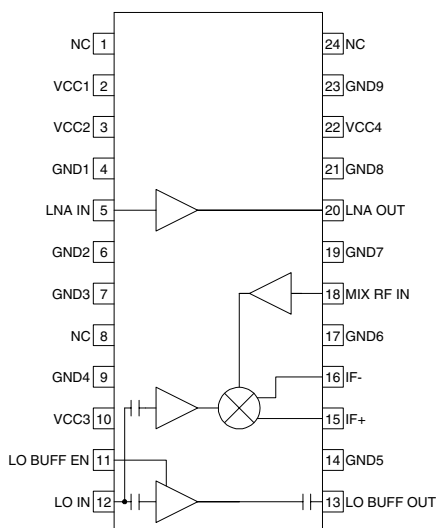 NC 1 24 NC
VCC1 2 23 GND9
VCC2 3 22 VCC4
GND1 4 21 GND8
LNA IN 5 20 LNA OUT
GND2 6 19 GND7
GND3 7 18 MIX RF IN
NC 8 17 GND6
GND4 9 16 IF-
VCC3 10 15 IF+
LO BUFF EN 11 14 GND5
LO IN 12 13 LO BUFF OUT